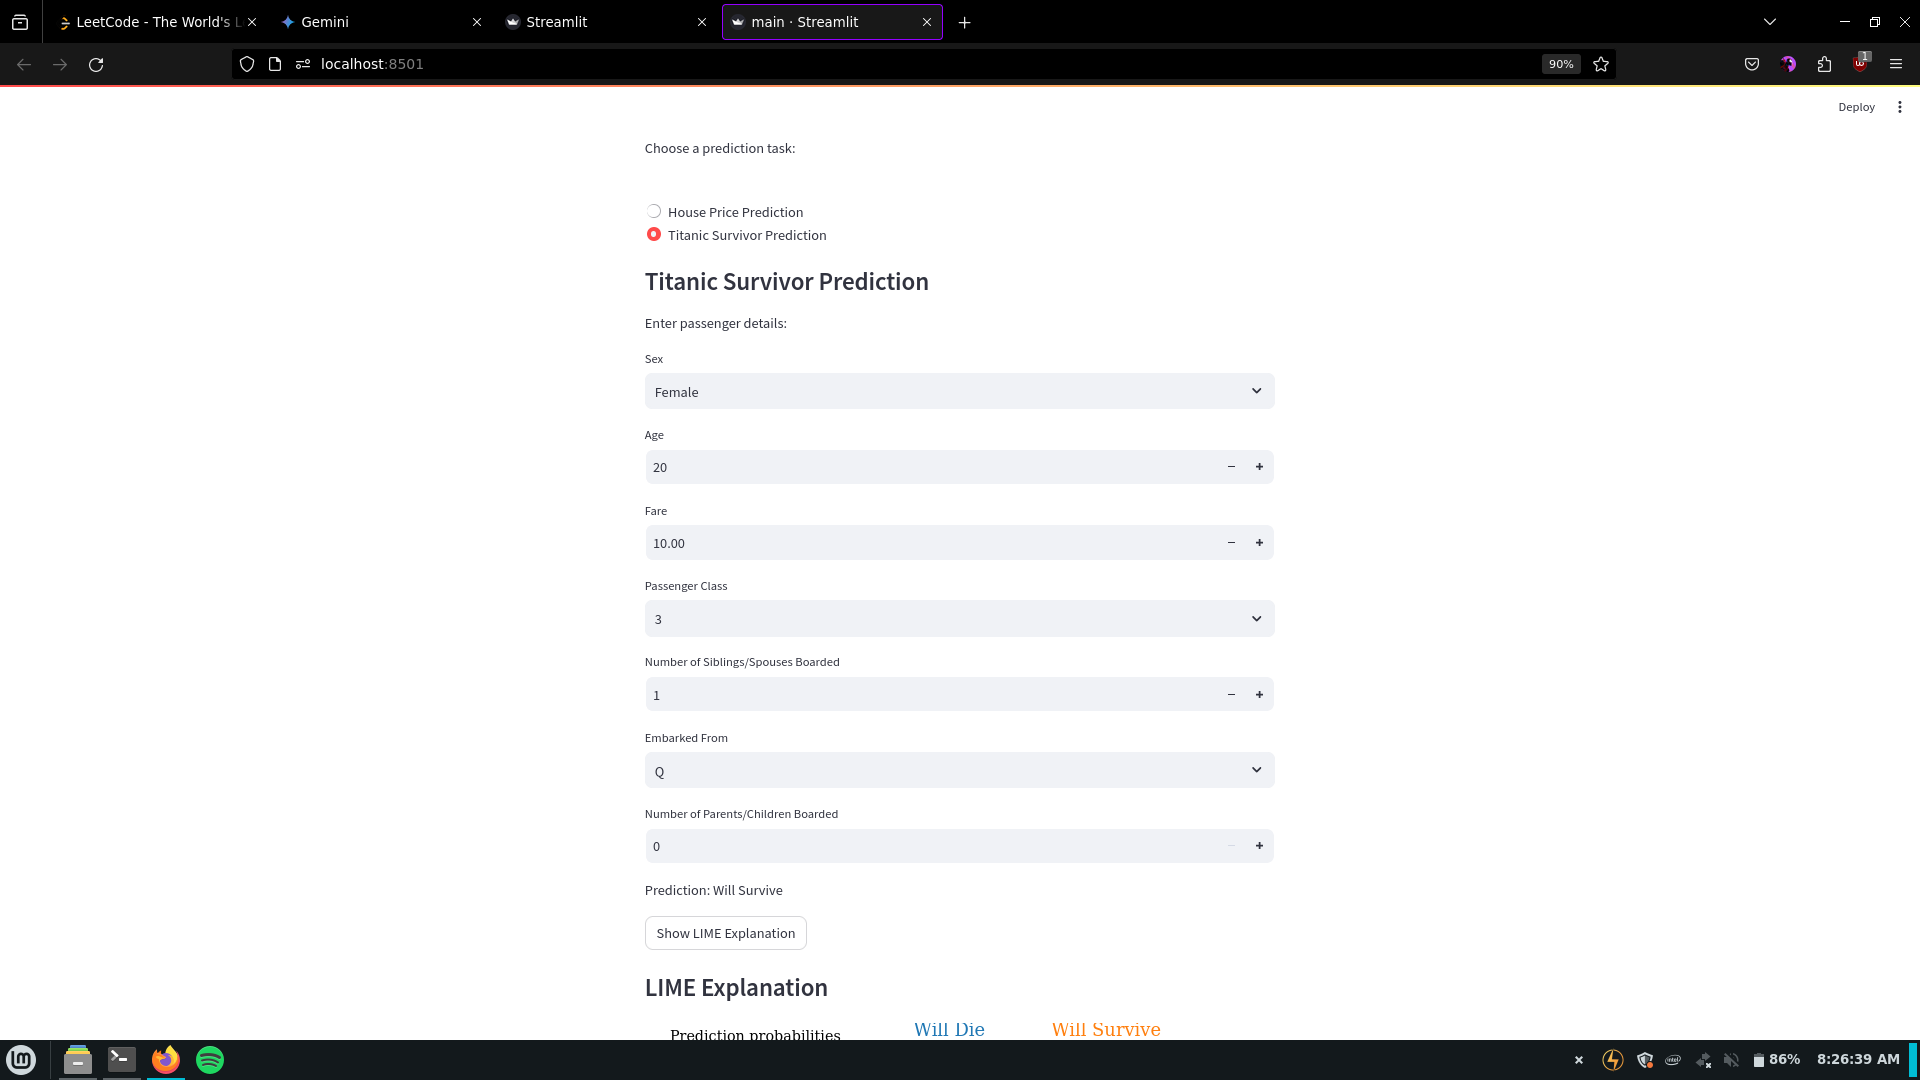 LeetCode - The World's L
Gemini
Streamlit
main · Streamlit
localhost:8501
90%
1
Deploy
Choose a prediction task:
House Price Prediction
Titanic Survivor Prediction
Titanic Survivor Prediction
Enter passenger details:
Sex
Female
Age
20
Fare
10.00
Passenger Class
3
Number of Siblings/Spouses Boarded
1
Embarked From
Q
Number of Parents/Children Boarded
0
Prediction: Will Survive
Show LIME Explanation
LIME Explanation
Prediction probabilities
Will Die
Will Survive
86%
8:26:39 AM